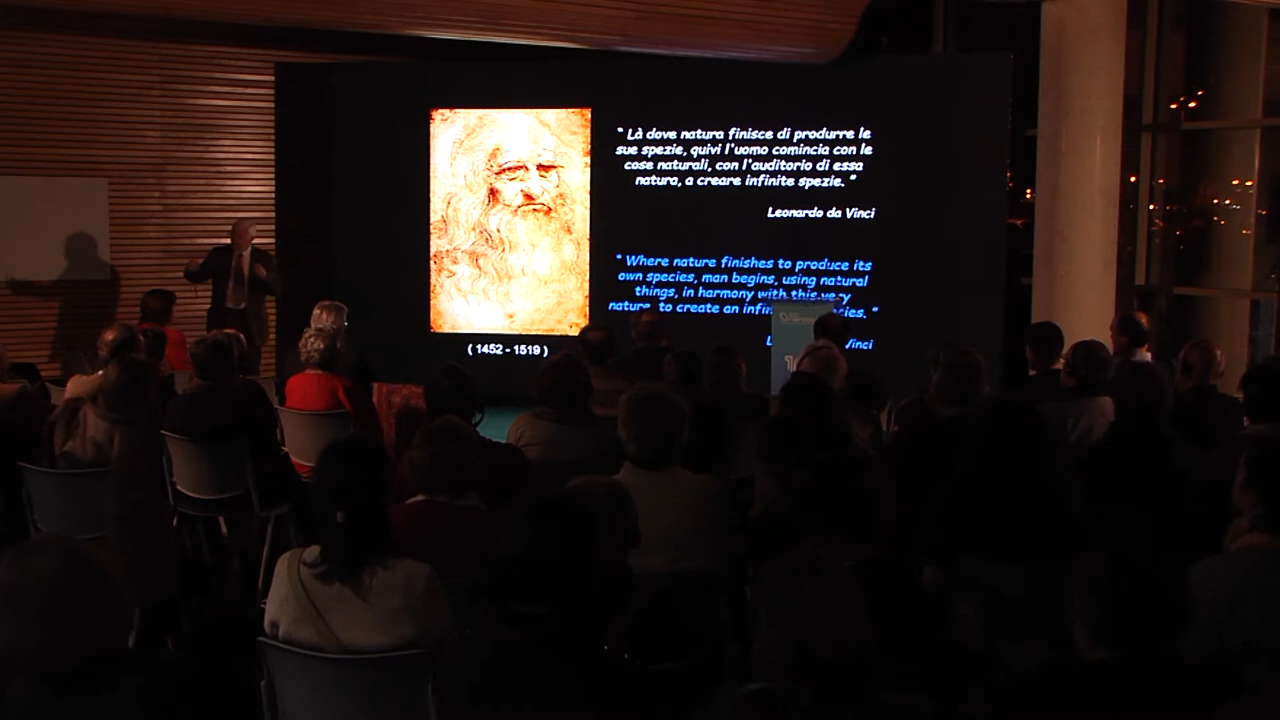 " Là dove natura finisce di produrre le
sue spezie, quivi l'uomo comincia con le
cose naturali, con l'auditorio di essa
natura, a creare infinite spezie. "
Leonardo da Vinci
" Where nature finishes to produce its
own species, man begins, using natural
things, in harmony with this very
nature, to create an
Vinci
( 1452 - 1519 )